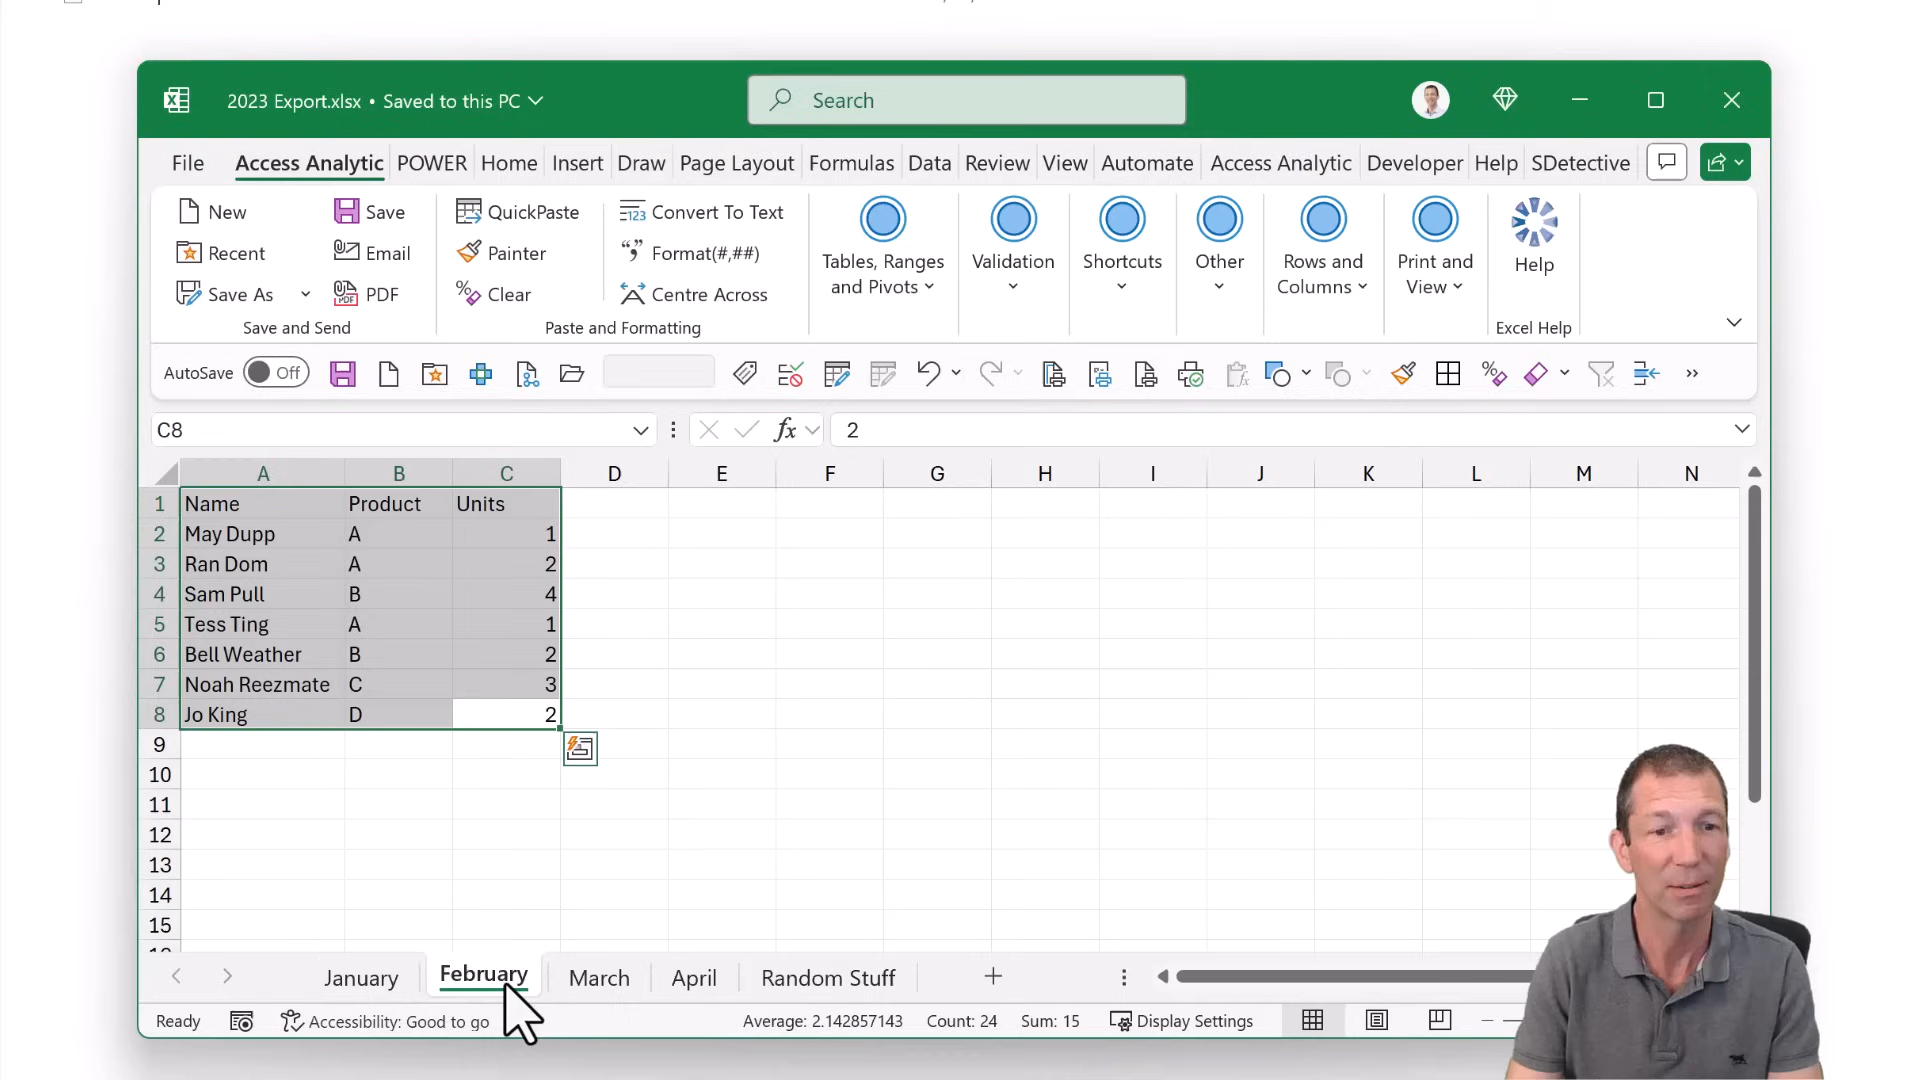 2023 Export.xlsx • Saved to this PC
Search
File Access Analytic POWER Home Insert Draw Page Layout Formulas Data Review View Automate Access Analytic Developer Help SDetective
New Save QuickPaste Convert To Text
Recent Email Painter Format(#,##)
Save As PDF Clear Centre Across
Tables, Ranges and Pivots
Validation
Shortcuts
Other
Rows and Columns
Print and View
Help
Save and Send Paste and Formatting Excel Help
AutoSave Off
C8 fx 2
A B C D E F G H I J K L M N
1 Name Product Units
2 May Dupp A 1
3 Ran Dom A 2
4 Sam Pull B 4
5 Tess Ting A 1
6 Bell Weather B 2
7 Noah Reezmate C 3
8 Jo King D 2
9
10
11
12
13
14
15
January February March April Random Stuff
Ready Accessibility: Good to go Average: 2.142857143 Count: 24 Sum: 15 Display Settings